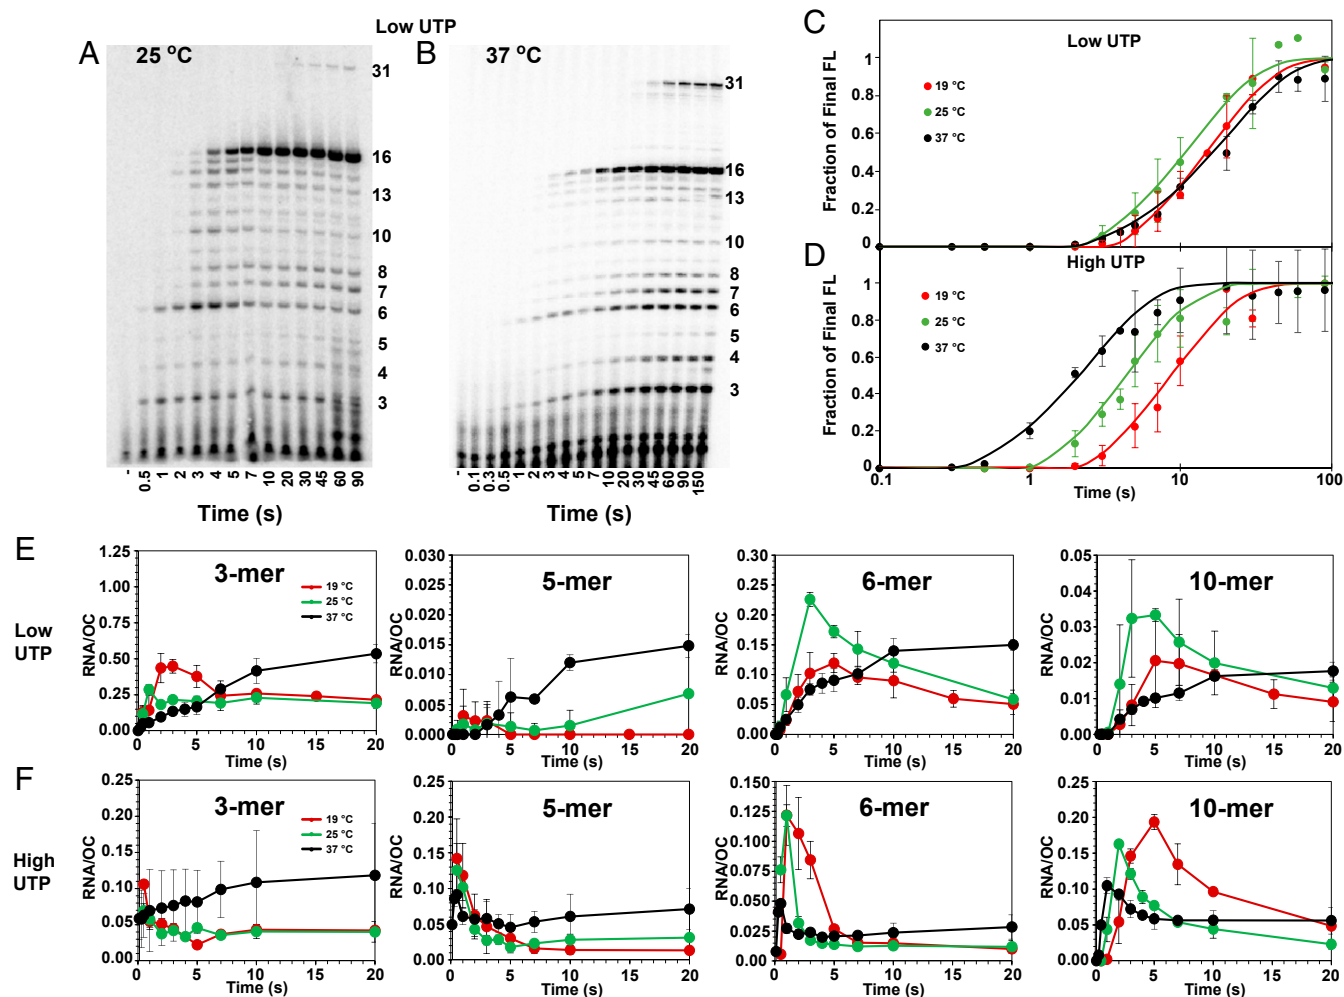 Low UTP
A 25 °C
B 37 °C
31
16
13
10
8
7
6
5
4
3
- 0.5 1 2 3 4 5 7 10 20 30 45 60 90
Time (s)
31
16
13
10
8
7
6
5
4
3
- 0.1 0.3 0.5 1 2 3 4 5 7 10 20 30 45 60 90 150
Time (s)
C
Low UTP
Fraction of Final FL
1
0.8
0.6
0.4
0.2
0
19 °C
25 °C
37 °C
D
High UTP
Fraction of Final FL
1
0.8
0.6
0.4
0.2
0
19 °C
25 °C
37 °C
0.1 1 10 100
Time (s)
E
Low
UTP
RNA/OC
1.25
1.00
0.75
0.50
0.25
0.00
3-mer
19 °C
25 °C
37 °C
0 5 10 15 20
Time (s)
RNA/OC
0.030
0.025
0.020
0.015
0.010
0.005
0.000
5-mer
0 5 10 15 20
Time (s)
RNA/OC
0.30
0.25
0.20
0.15
0.10
0.05
0.00
6-mer
0 5 10 15 20
Time (s)
RNA/OC
0.05
0.04
0.03
0.02
0.01
0.00
10-mer
0 5 10 15 20
Time (s)
F
High
UTP
RNA/OC
0.25
0.20
0.15
0.10
0.05
0.00
3-mer
19 °C
25 °C
37 °C
0 5 10 15 20
Time (s)
RNA/OC
0.25
0.20
0.15
0.10
0.05
0.00
5-mer
0 5 10 15 20
Time (s)
RNA/OC
0.150
0.125
0.100
0.075
0.050
0.025
0.000
6-mer
0 5 10 15 20
Time (s)
RNA/OC
0.25
0.20
0.15
0.10
0.05
0.00
10-mer
0 5 10 15 20
Time (s)